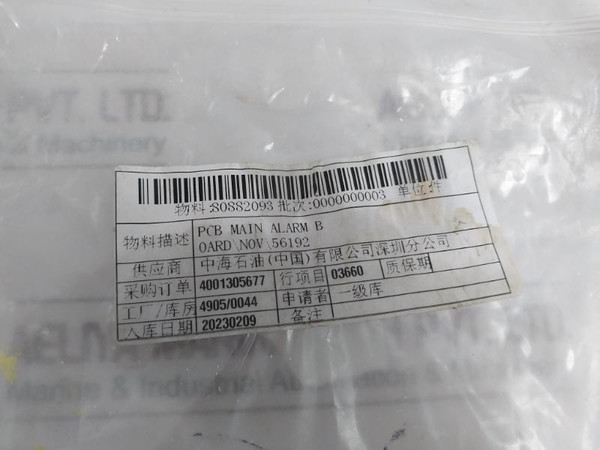 PVT. LTD.
& Machinery
物料:80882093 批次:0000000003 单位:件
物料描述 PCB MAIN ALARM B
OARD\NOV\56192
供应商 中海石油(中国)有限公司深圳分公司
采购订单 4001305677 行项目 03660 质保期
工厂/库房 4905/0044 申请者 一级库
入库日期 20230209 备注
AELIYA
Marine & Industrial